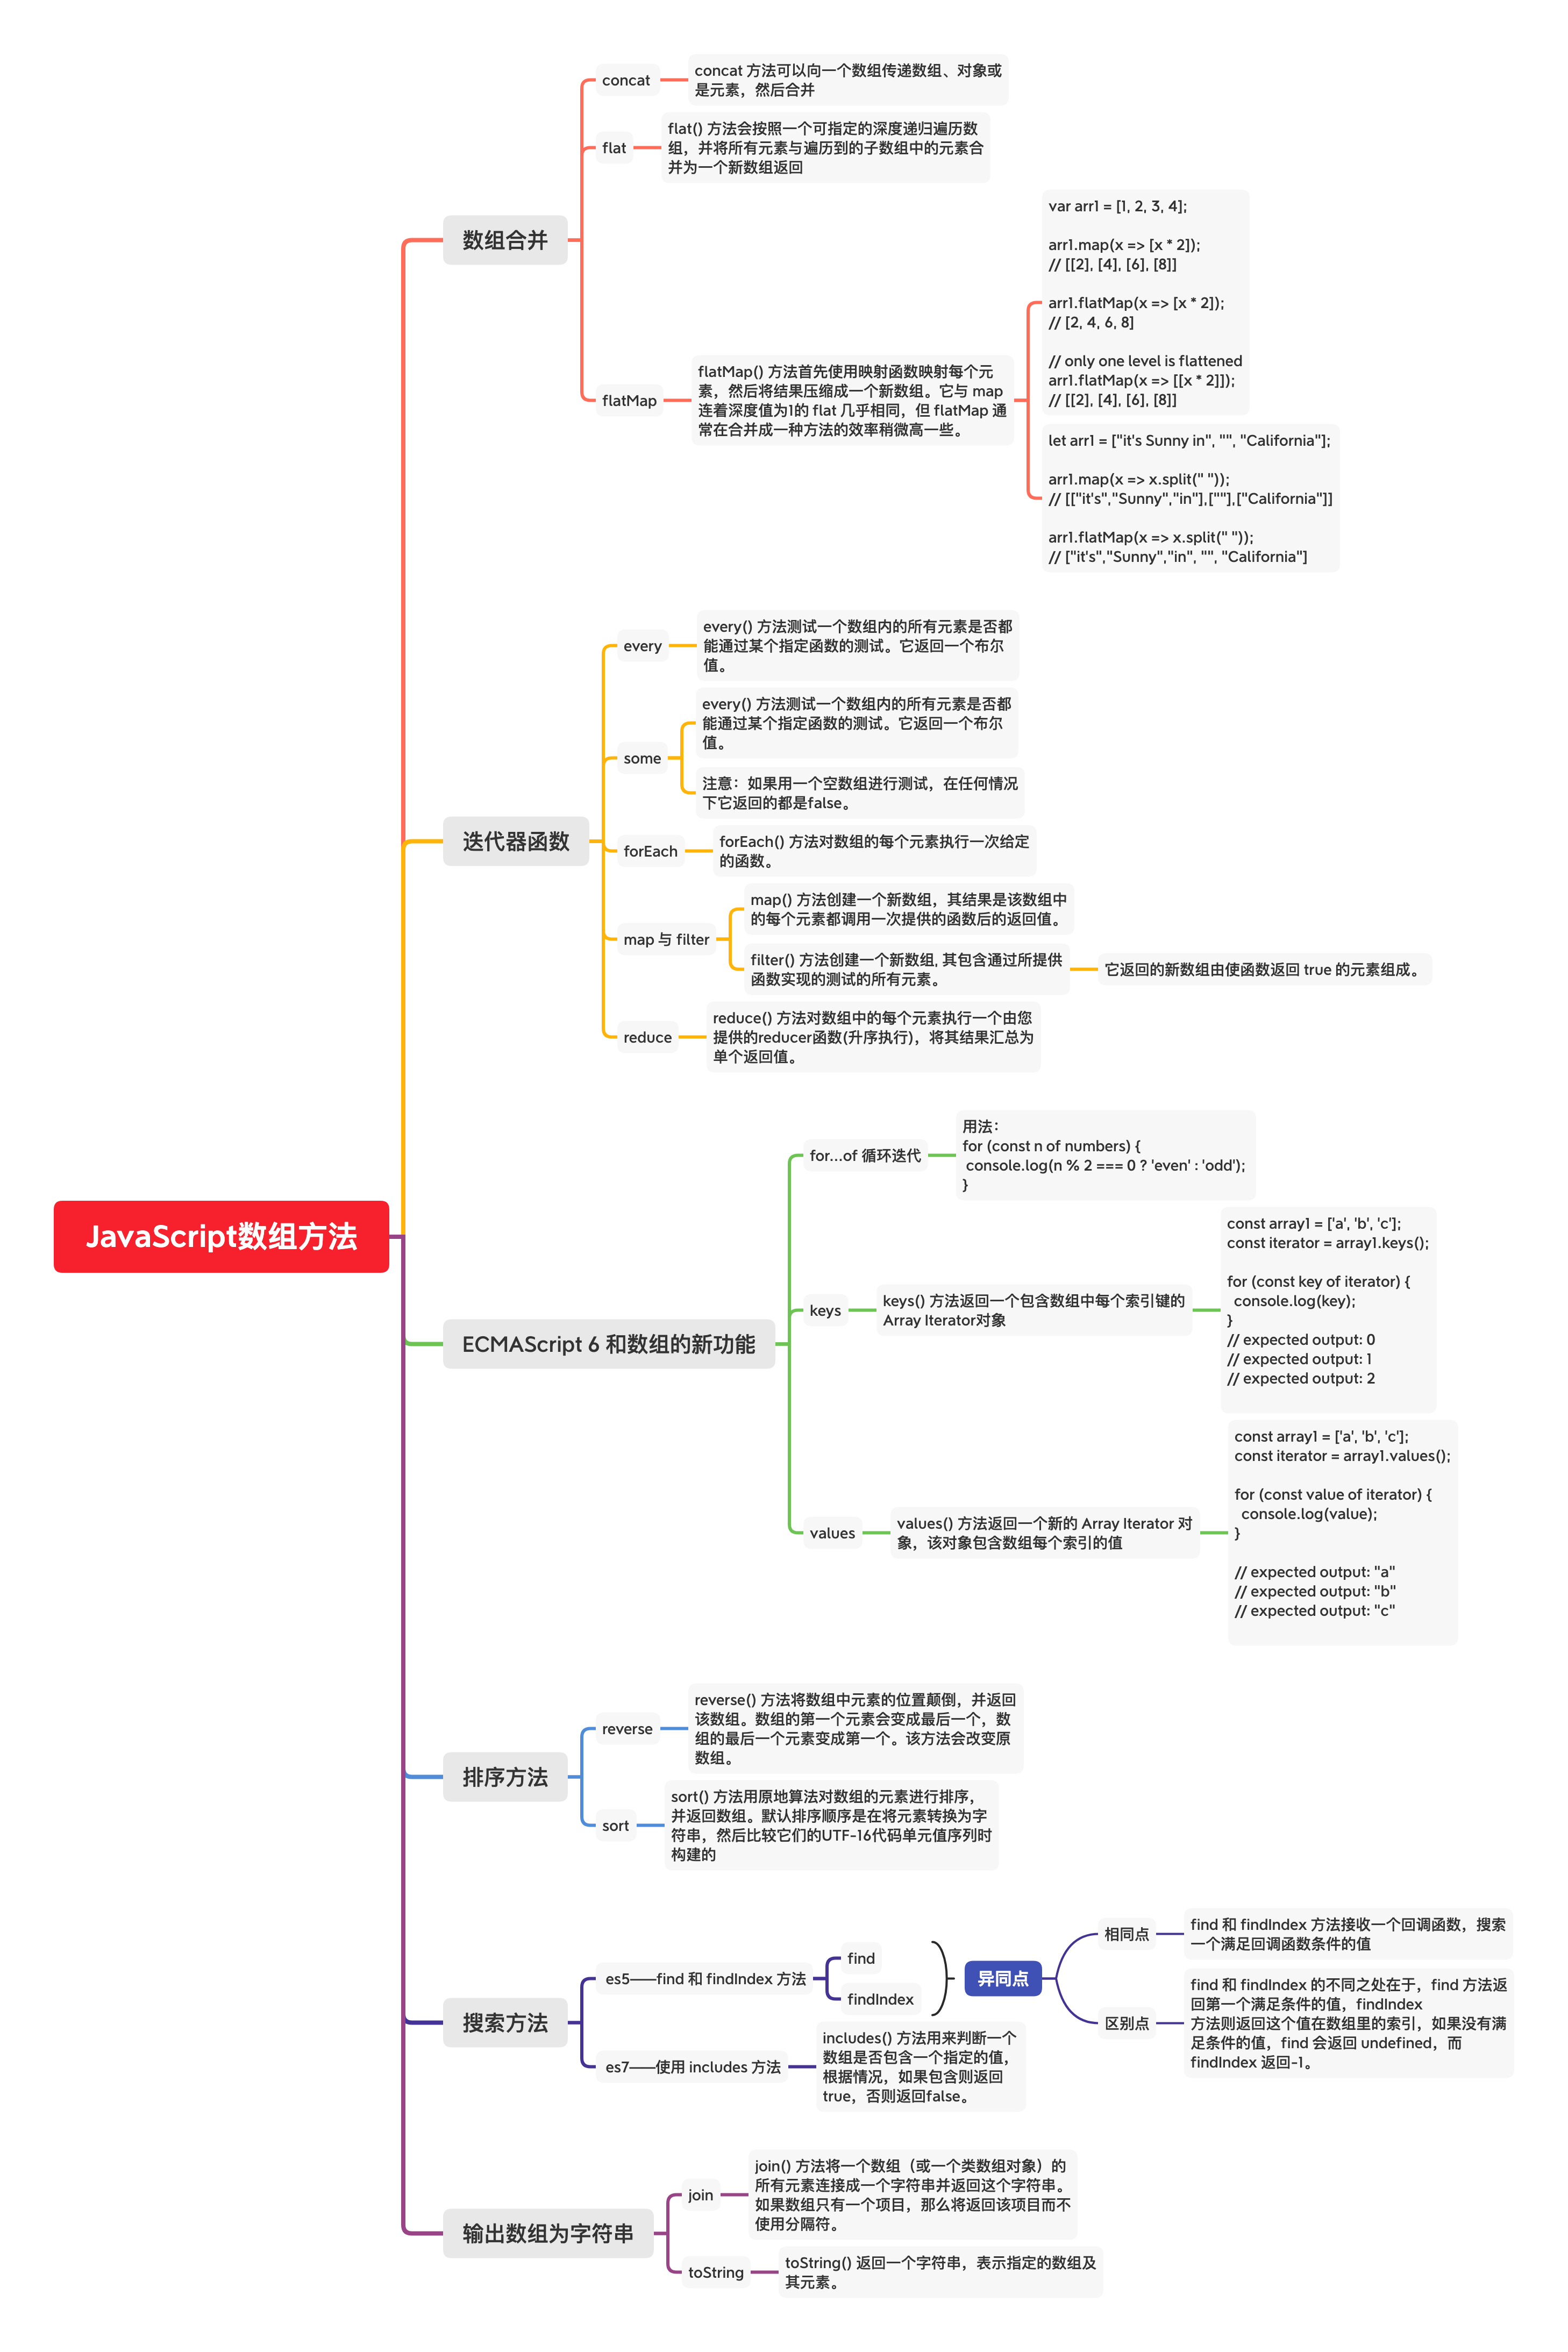 JavaScript数组方法
数组合并
concat
concat 方法可以向一个数组传递数组、对象或
是元素，然后合并
flat
flat() 方法会按照一个可指定的深度递归遍历数
组，并将所有元素与遍历到的子数组中的元素合
并为一个新数组返回
flatMap
flatMap() 方法首先使用映射函数映射每个元
素，然后将结果压缩成一个新数组。它与 map
连着深度值为1的 flat 几乎相同，但 flatMap 通
常在合并成一种方法的效率稍微高一些。
var arr1 = [1, 2, 3, 4];
arr1.map(x => [x * 2]);
// [[2], [4], [6], [8]]
arr1.flatMap(x => [x * 2]);
// [2, 4, 6, 8]
// only one level is flattened
arr1.flatMap(x => [[x * 2]]);
// [[2], [4], [6], [8]]
let arr1 = ["it's Sunny in", "", "California"];
arr1.map(x => x.split(" "));
// [["it's","Sunny","in"],[""],["California"]]
arr1.flatMap(x => x.split(" "));
// ["it's","Sunny","in", "", "California"]
迭代器函数
every
every() 方法测试一个数组内的所有元素是否都
能通过某个指定函数的测试。它返回一个布尔
值。
some
every() 方法测试一个数组内的所有元素是否都
能通过某个指定函数的测试。它返回一个布尔
值。
注意：如果用一个空数组进行测试，在任何情况
下它返回的都是false。
forEach
forEach() 方法对数组的每个元素执行一次给定
的函数。
map 与 filter
map() 方法创建一个新数组，其结果是该数组中
的每个元素都调用一次提供的函数后的返回值。
filter() 方法创建一个新数组, 其包含通过所提供
函数实现的测试的所有元素。
它返回的新数组由使函数返回 true 的元素组成。
reduce
reduce() 方法对数组中的每个元素执行一个由您
提供的reducer函数(升序执行)，将其结果汇总为
单个返回值。
ECMAScript 6 和数组的新功能
for...of 循环迭代
用法：
for (const n of numbers) {
console.log(n % 2 === 0 ? 'even' : 'odd');
}
keys
keys() 方法返回一个包含数组中每个索引键的
Array Iterator对象
const array1 = ['a', 'b', 'c'];
const iterator = array1.keys();
for (const key of iterator) {
console.log(key);
}
// expected output: 0
// expected output: 1
// expected output: 2
values
values() 方法返回一个新的 Array Iterator 对
象，该对象包含数组每个索引的值
const array1 = ['a', 'b', 'c'];
const iterator = array1.values();
for (const value of iterator) {
console.log(value);
}
// expected output: "a"
// expected output: "b"
// expected output: "c"
排序方法
reverse
reverse() 方法将数组中元素的位置颠倒，并返回
该数组。数组的第一个元素会变成最后一个，数
组的最后一个元素变成第一个。该方法会改变原
数组。
sort
sort() 方法用原地算法对数组的元素进行排序，
并返回数组。默认排序顺序是在将元素转换为字
符串，然后比较它们的UTF-16代码单元值序列时
构建的
搜索方法
es5——find 和 findIndex 方法
find
findIndex
异同点
相同点
find 和 findIndex 方法接收一个回调函数，搜索
一个满足回调函数条件的值
区别点
find 和 findIndex 的不同之处在于，find 方法返
回第一个满足条件的值，findIndex
方法则返回这个值在数组里的索引，如果没有满
足条件的值，find 会返回 undefined，而
findIndex 返回-1。
es7——使用 includes 方法
includes() 方法用来判断一个
数组是否包含一个指定的值，
根据情况，如果包含则返回
true，否则返回false。
输出数组为字符串
join
join() 方法将一个数组（或一个类数组对象）的
所有元素连接成一个字符串并返回这个字符串。
如果数组只有一个项目，那么将返回该项目而不
使用分隔符。
toString
toString() 返回一个字符串，表示指定的数组及
其元素。